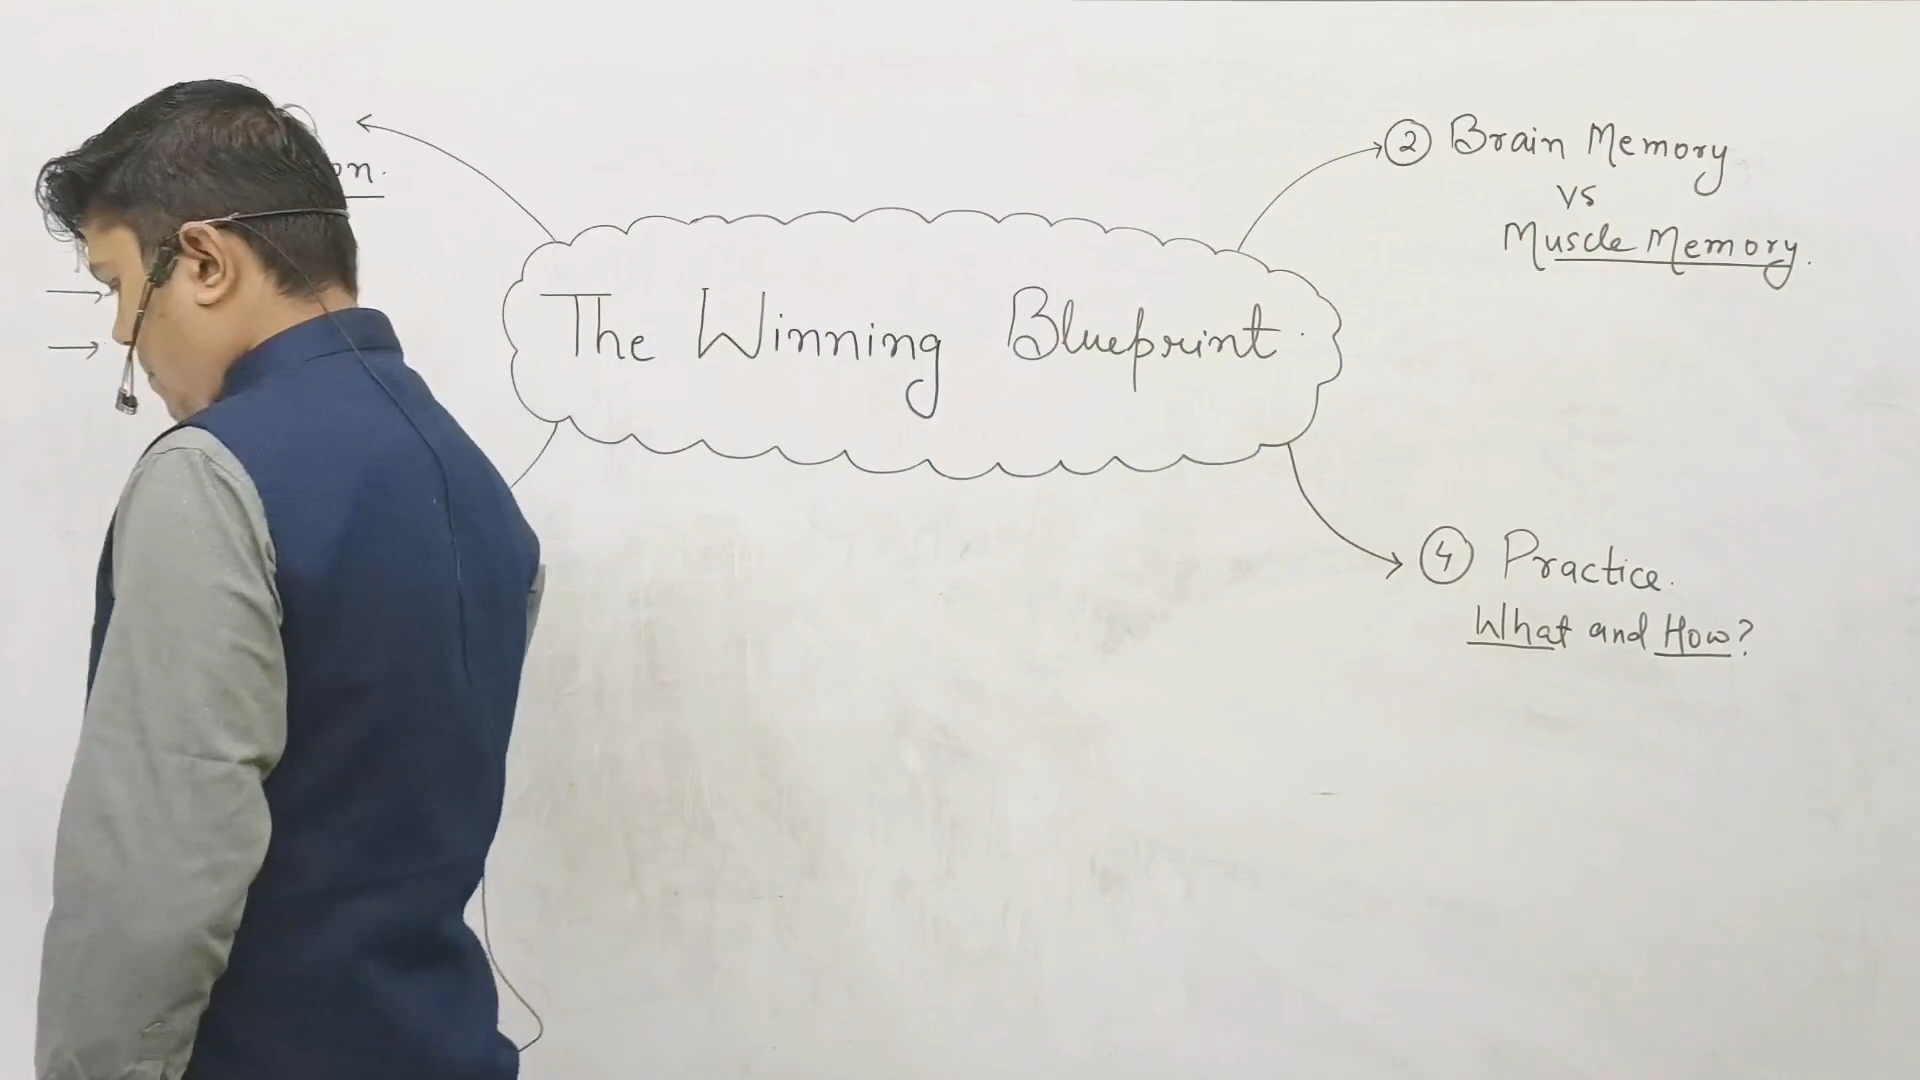 The Winning Blueprint.
② Brain Memory
vs
Muscle Memory.
④ Practice.
What and How?